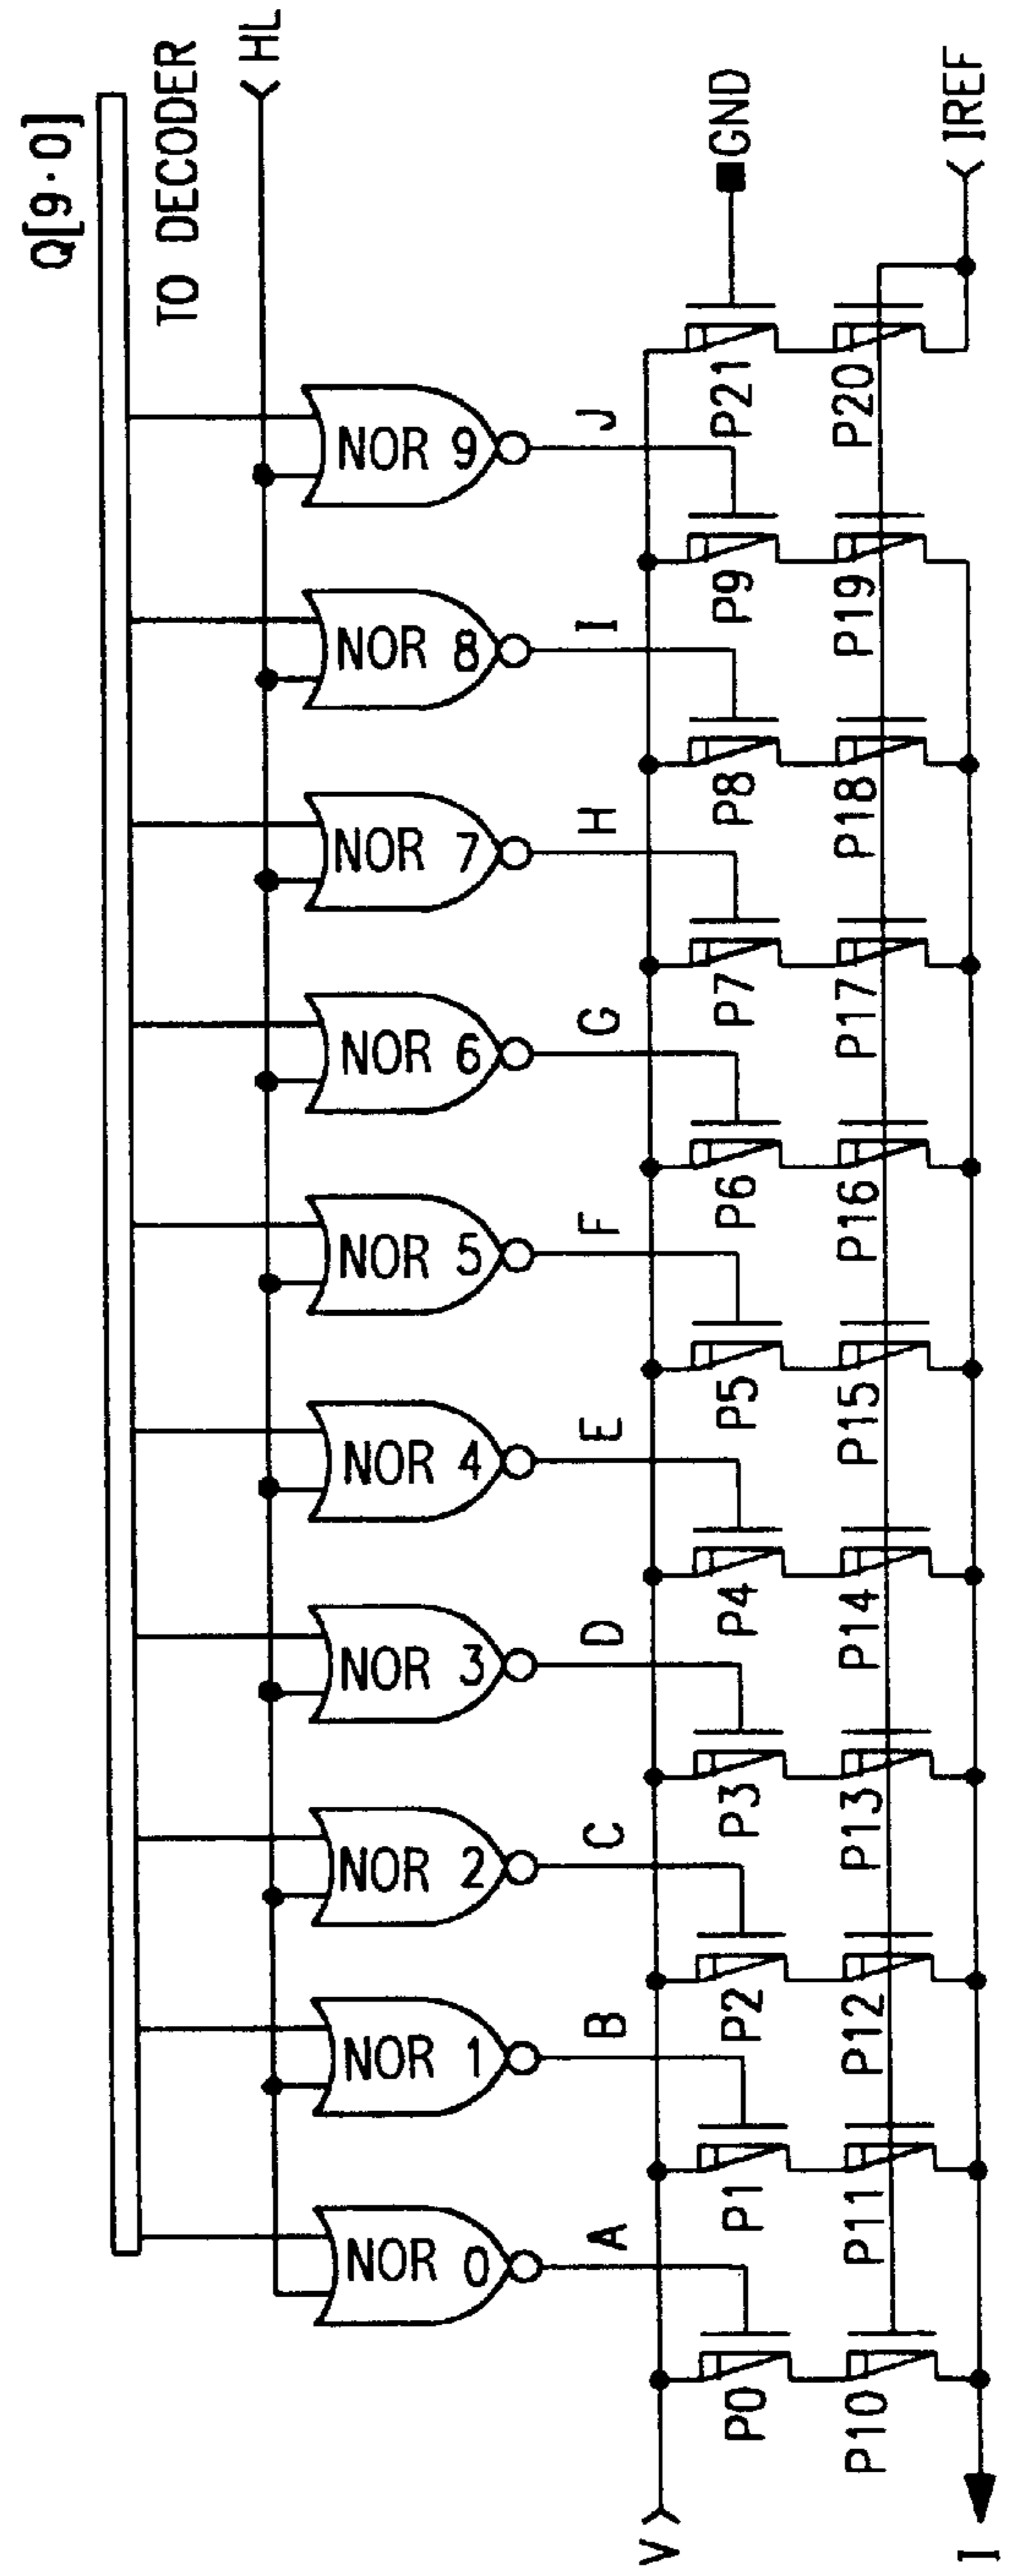 Q[9·0]
TO DECODER
HL
NOR 0
NOR 1
NOR 2
NOR 3
NOR 4
NOR 5
NOR 6
NOR 7
NOR 8
NOR 9
A
B
C
D
E
F
G
H
I
J
V
GND
P0
P1
P2
P3
P4
P5
P6
P7
P8
P9
P21
P10
P11
P12
P13
P14
P15
P16
P17
P18
P19
P20
I
IREF